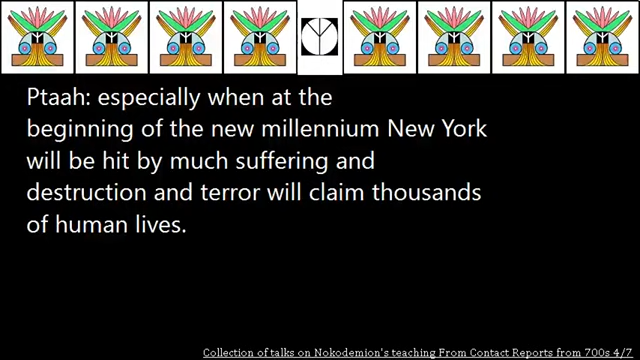 Ptaah: especially when at the
beginning of the new millennium New York
will be hit by much suffering and
destruction and terror will claim thousands
of human lives.
Collection of talks on Nokodemion's teaching From Contact Reports from 700s 4/7